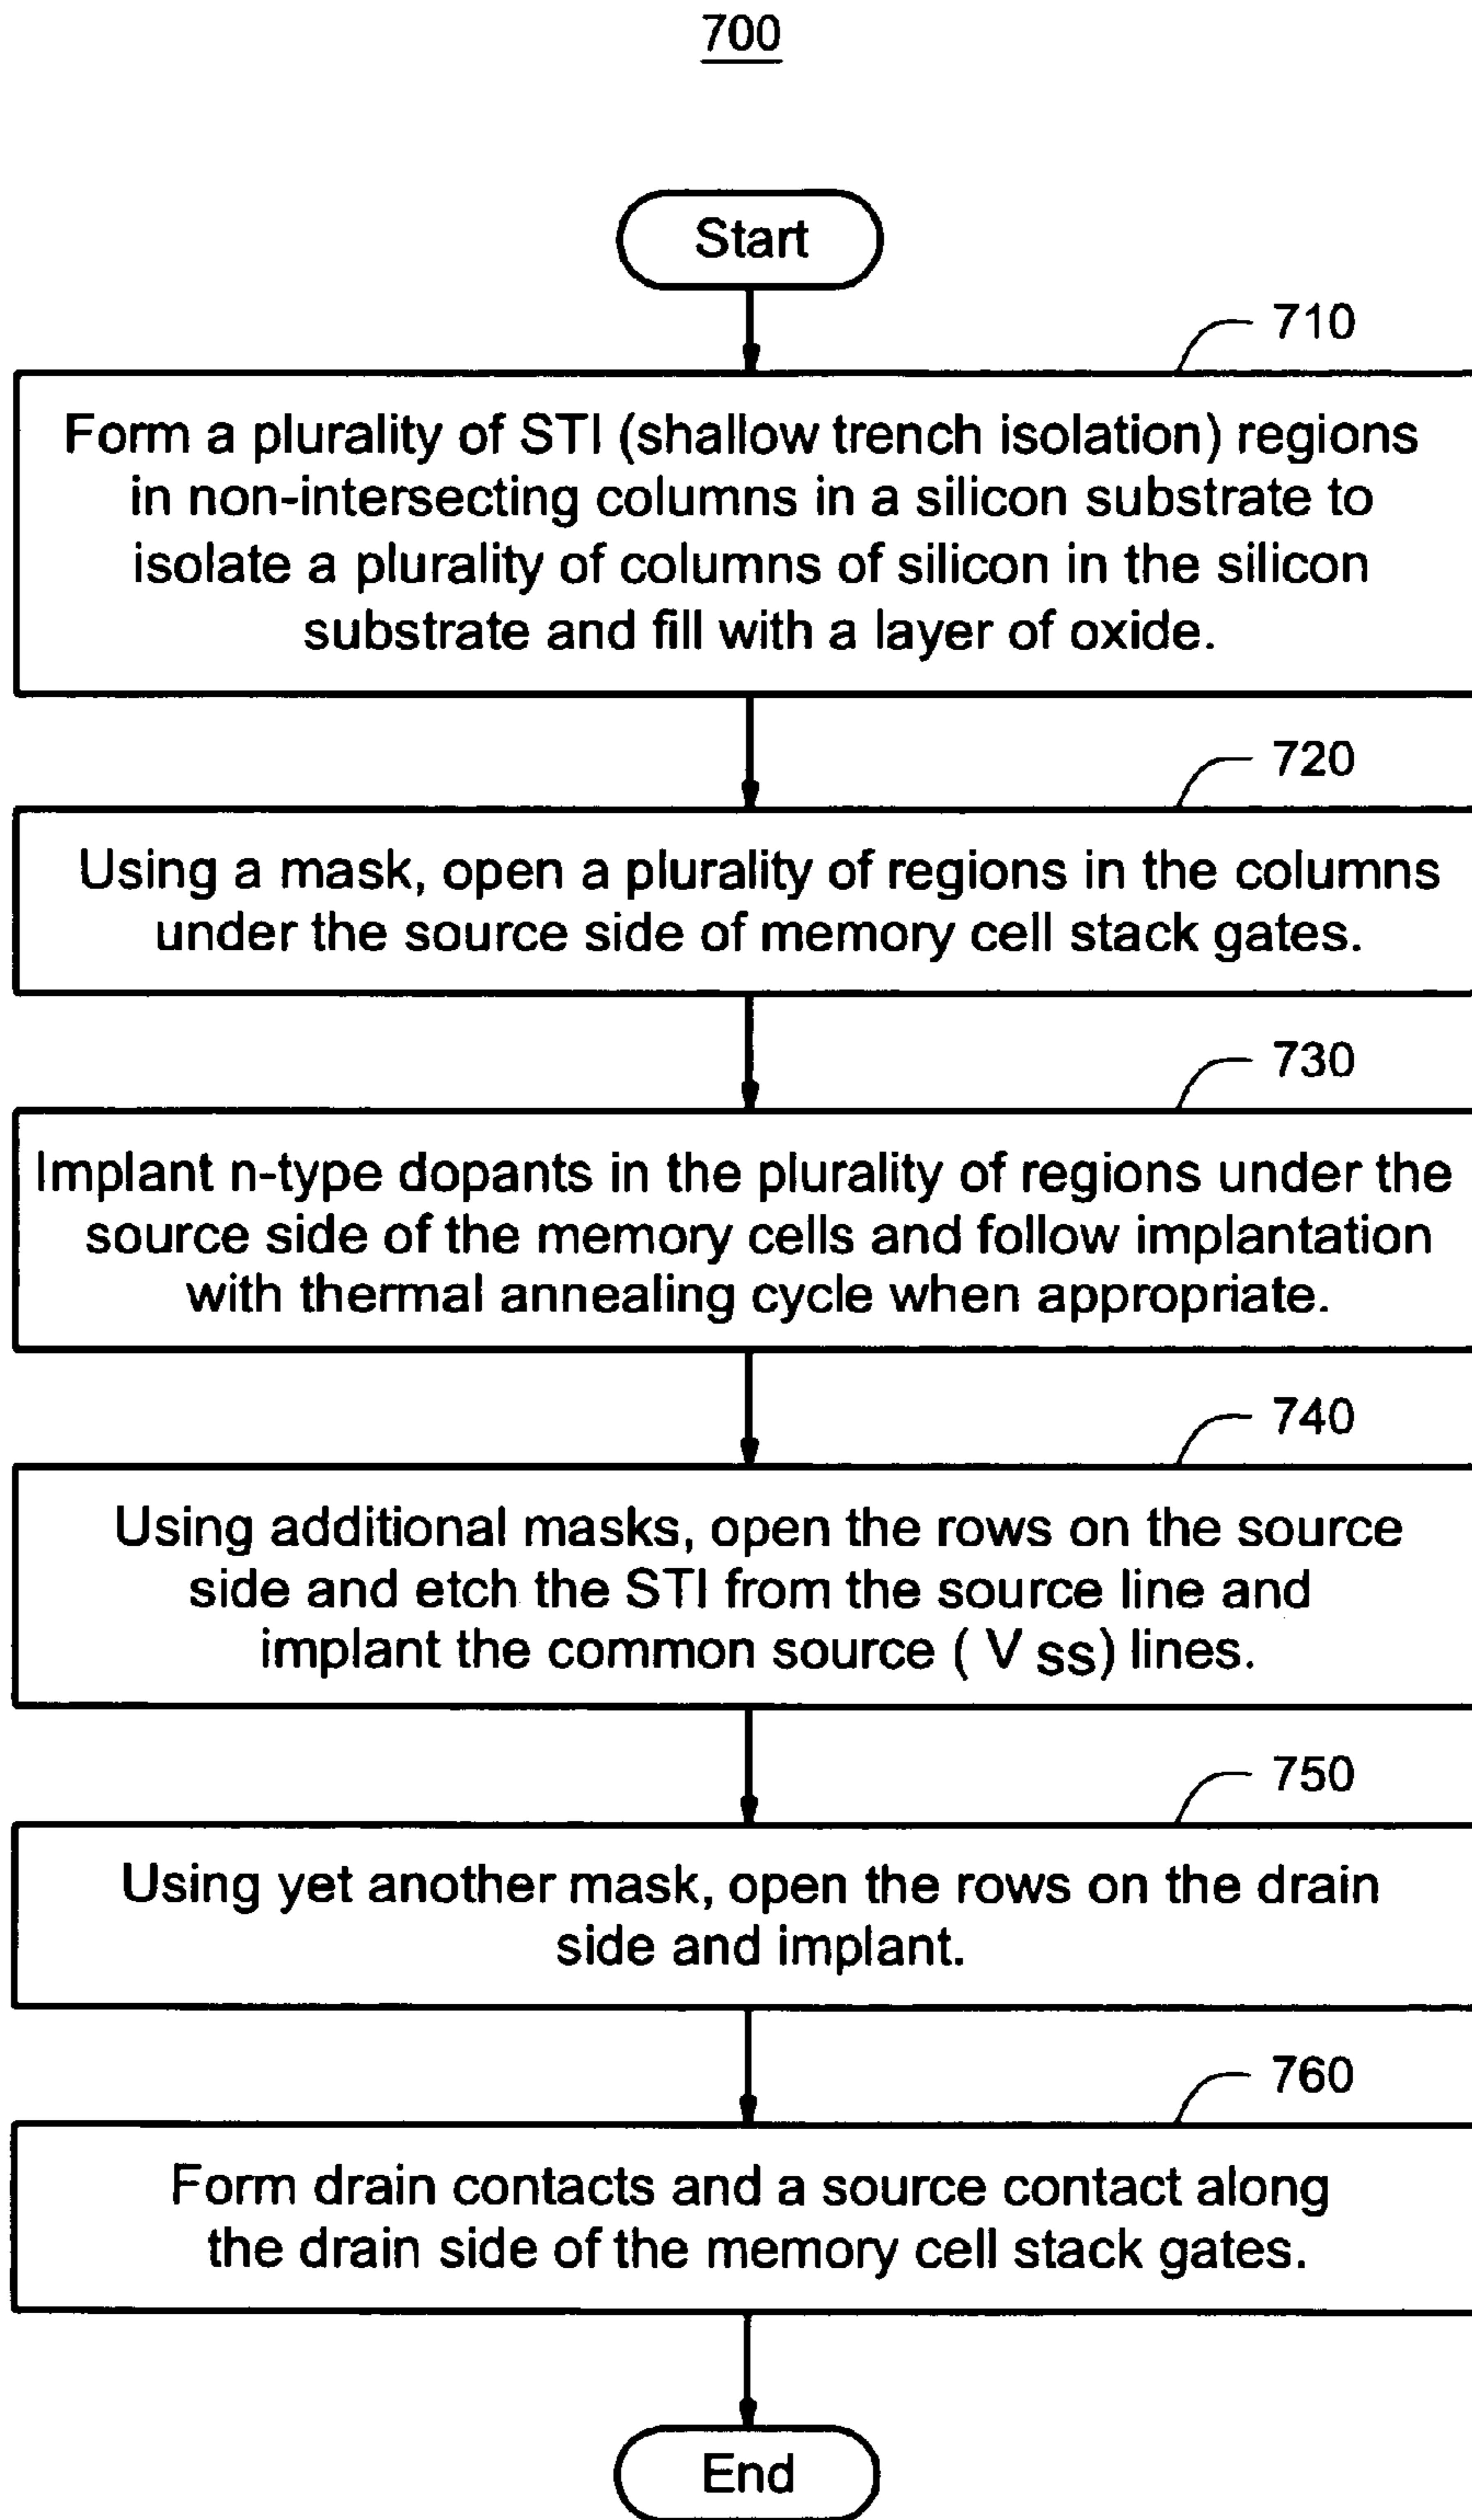 700
Start
710
Form a plurality of STI (shallow trench isolation) regions
in non-intersecting columns in a silicon substrate to
isolate a plurality of columns of silicon in the silicon
substrate and fill with a layer of oxide.
720
Using a mask, open a plurality of regions in the columns
under the source side of memory cell stack gates.
730
Implant n-type dopants in the plurality of regions under the
source side of the memory cells and follow implantation
with thermal annealing cycle when appropriate.
740
Using additional masks, open the rows on the source
side and etch the STI from the source line and
implant the common source ( V ss) lines.
750
Using yet another mask, open the rows on the drain
side and implant.
760
Form drain contacts and a source contact along
the drain side of the memory cell stack gates.
End